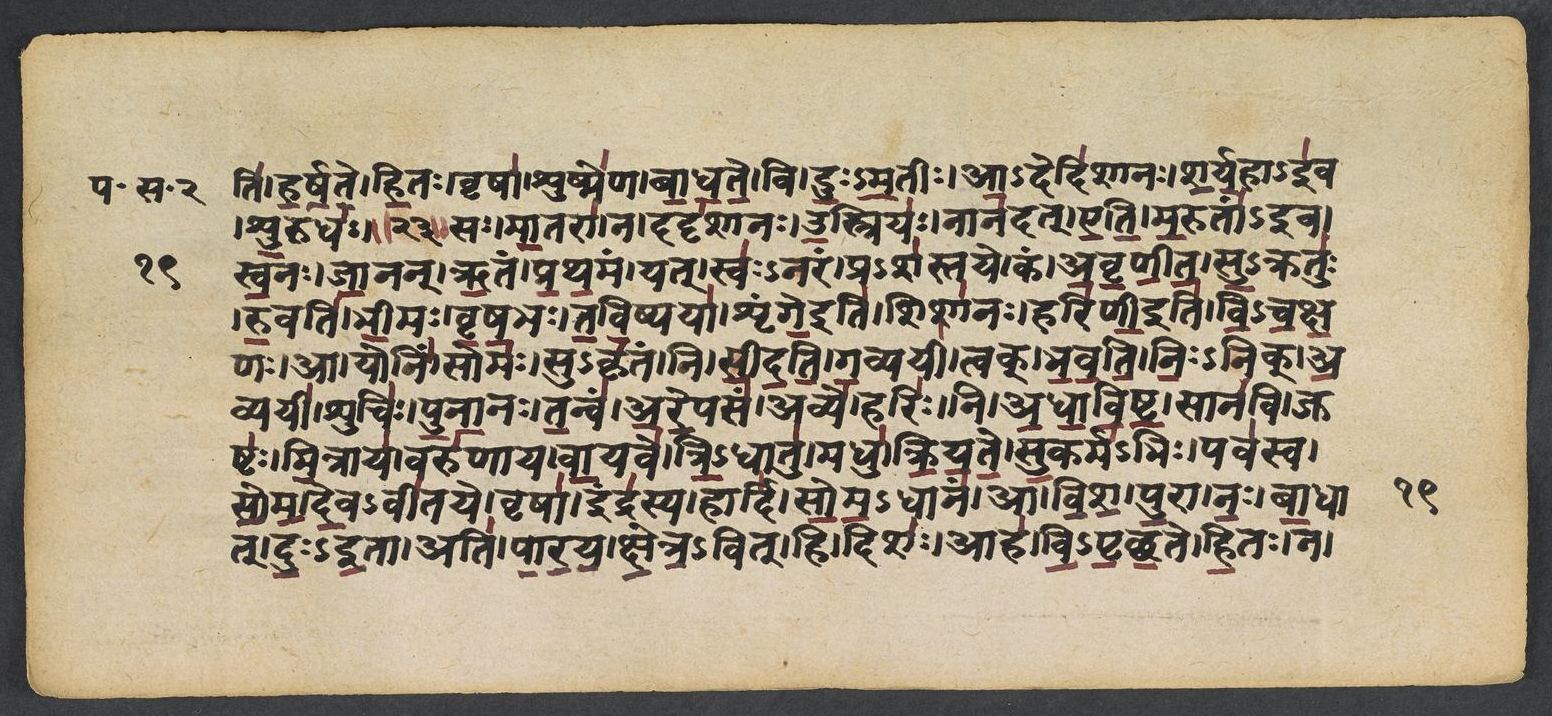 प॰ स॰ २
ति।हर्षते।हितः।वृषा।शुष्मेण।बाधते।वि।दुःऽमतीः।आऽदेदिशानः।शर्यहाऽइव
।शुरुधः॥२३॥सः।मातरा।न।ददृशानः।उस्त्रियः।नानदत्।एति।मरुतांऽइव।
१९
स्वनः।जानन्।ऋतं।प्रथमं।यत्।स्वःऽनरं।प्रऽशस्तये।कं।अवृणीत।सुऽक्रतुः
।रुवति।भीमः।वृषभः।तविष्यया।शृंगेइति।शिशानः।हरिणीइति।विऽचक्ष
णः।आ।योनिं।सोमः।सुऽकृतं।नि।सीदति।गव्ययी।त्वक्।भवति।निःऽनिक्।अ
व्ययी।शुचिः।पुनानः।तन्वं।अरेपसं।अव्ये।हरिः।नि।अधाविष्ट।सानवि।जु
ष्टः।मित्राय।वरुणाय।वायवे।त्रिऽधातु।मधु।क्रियते।सुकर्मऽभिः।पवस्व।
सोम।देवऽवीतये।वृषा।इंद्रस्य।हार्दि।सोमऽधानं।आ।विश।पुरा।नः।बाधा
१९
त्।दुःऽइता।अति।पारय।क्षेत्रऽवित्।हि।दिशः।आह।विऽपृच्छते।हितः।न।